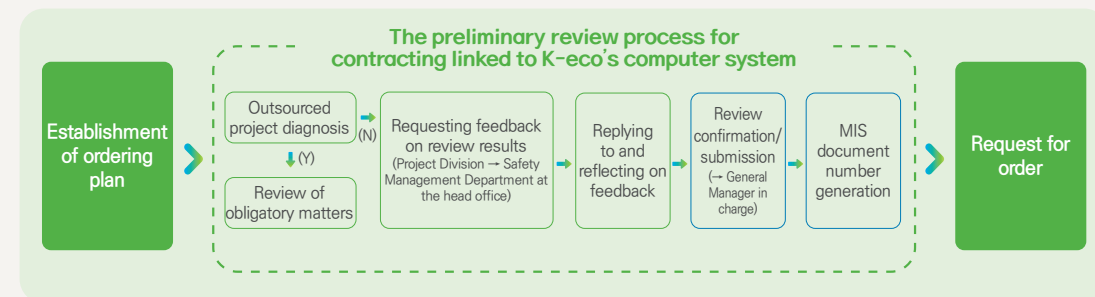 The preliminary review process for
contracting linked to K-eco's computer system
Establishment
of ordering
plan
Outsourced
project diagnosis
(N)
(Y)
Review of
obligatory matters
Requesting feedback
on review results
(Project Division → Safety
Management Department at
the head office)
Replying
to and
reflecting on
feedback
Review
confirmation/
submission
(→ General
Manager in
charge)
MIS
document
number
generation
Request for
order